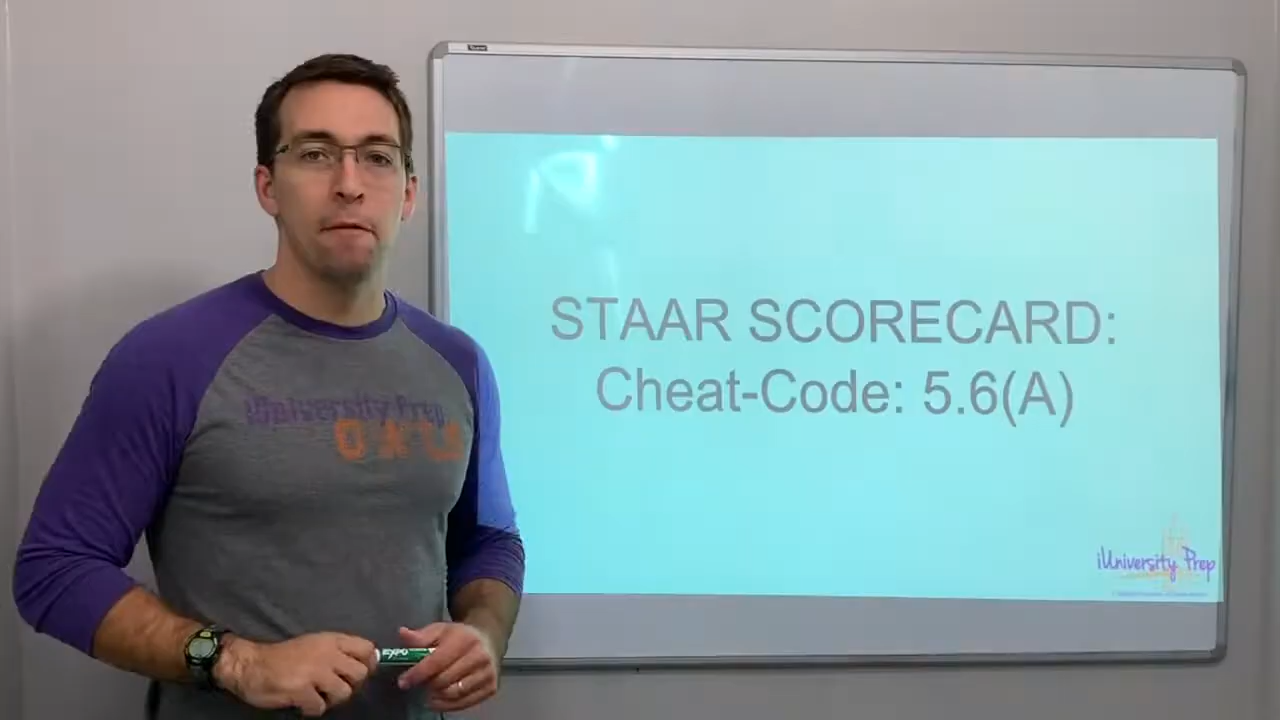 STAAR SCORECARD:
Cheat-Code: 5.6(A)
iUniversity Prep
iUniversity Prep
EXPO